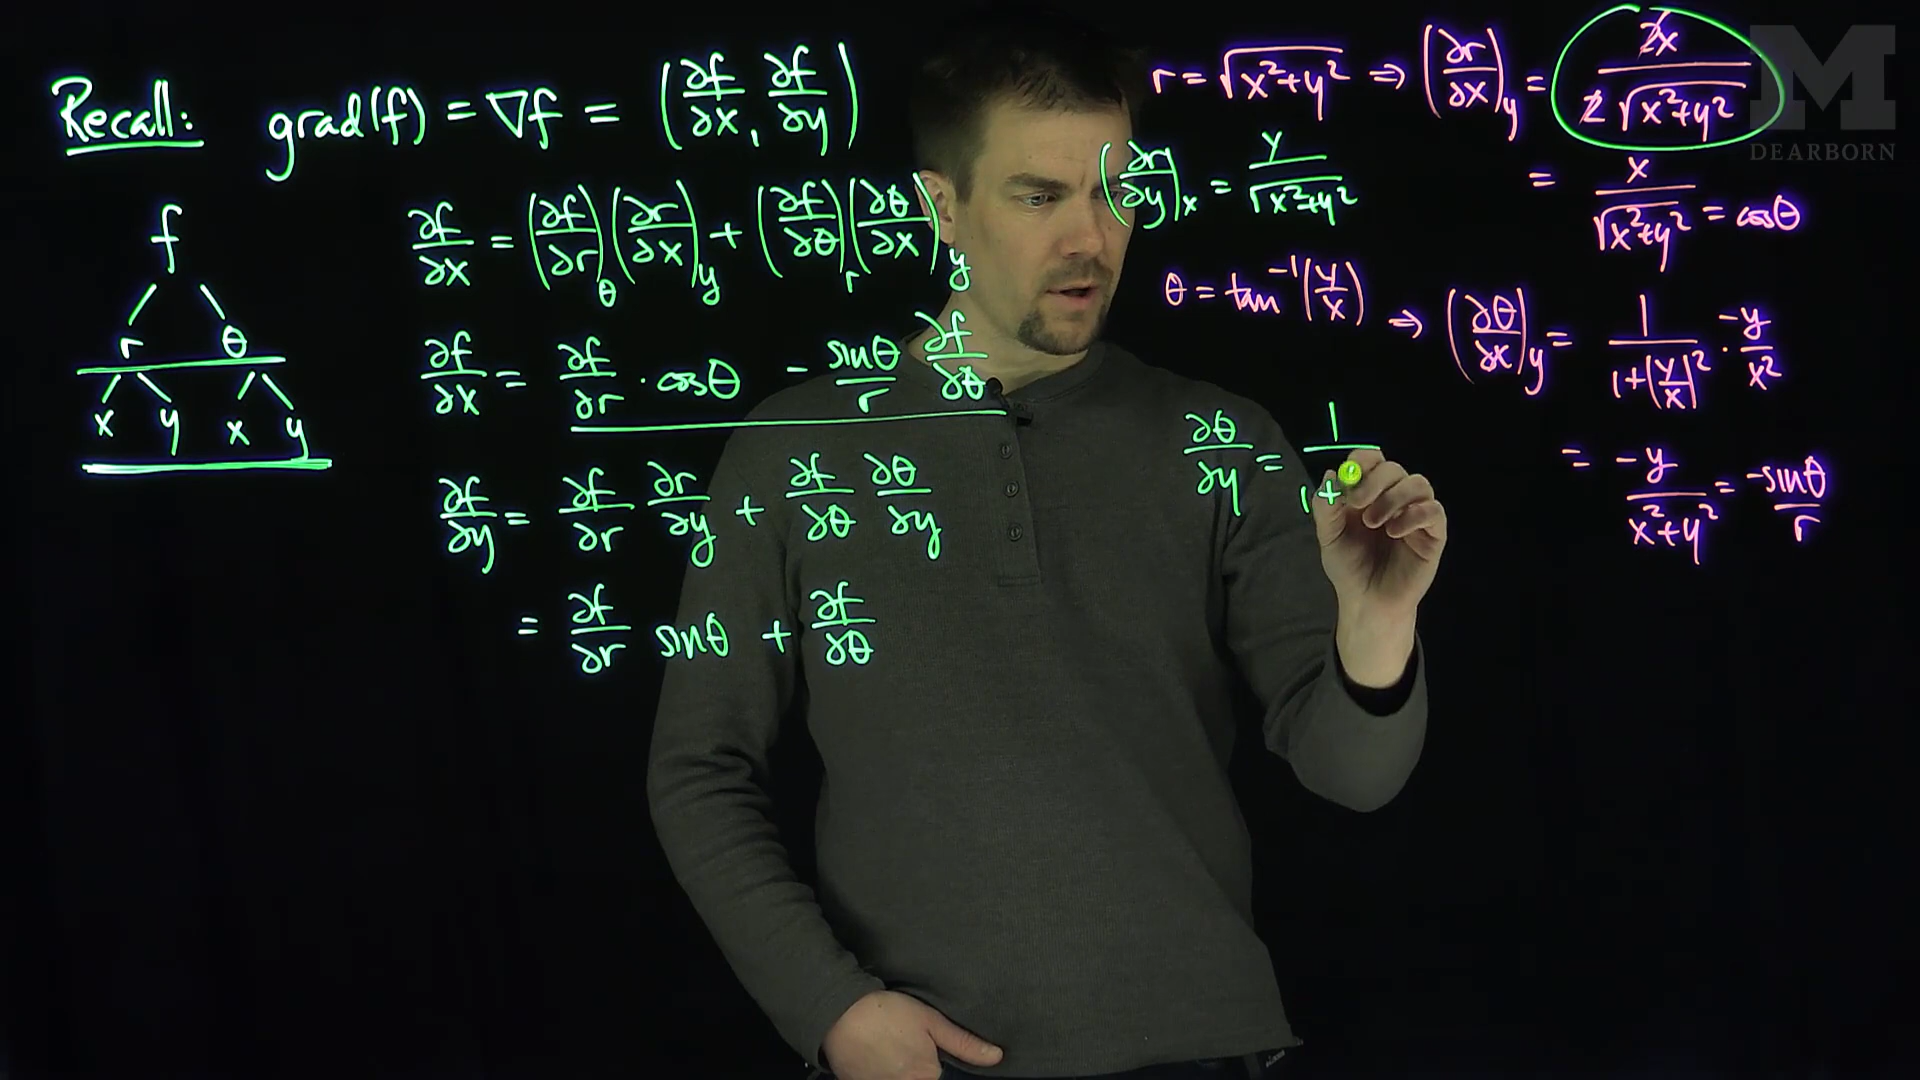 Recall: grad(f) = ∇f = (∂f/∂x, ∂f/∂y)
f
r θ
x y x y
∂f/∂x = (∂f/∂r)_θ (∂r/∂x)_y + (∂f/∂θ)_r (∂θ/∂x)_y
∂f/∂x = ∂f/∂r · cosθ - sinθ/r ∂f/∂θ
∂f/∂y = ∂f/∂r ∂r/∂y + ∂f/∂θ ∂θ/∂y
= ∂f/∂r sinθ + ∂f/∂θ
r = √(x²+y²) ⇒ (∂r/∂x)_y = 2x/(2√(x²+y²))
= x/√(x²+y²) = cosθ
(∂r/∂y)_x = y/√(x²+y²)
θ = tan⁻¹(y/x) ⇒ (∂θ/∂x)_y = 1/(1+(y/x)²) · -y/x²
= -y/(x²+y²) = -sinθ/r
∂θ/∂y = 1/(1+
M
DEARBORN